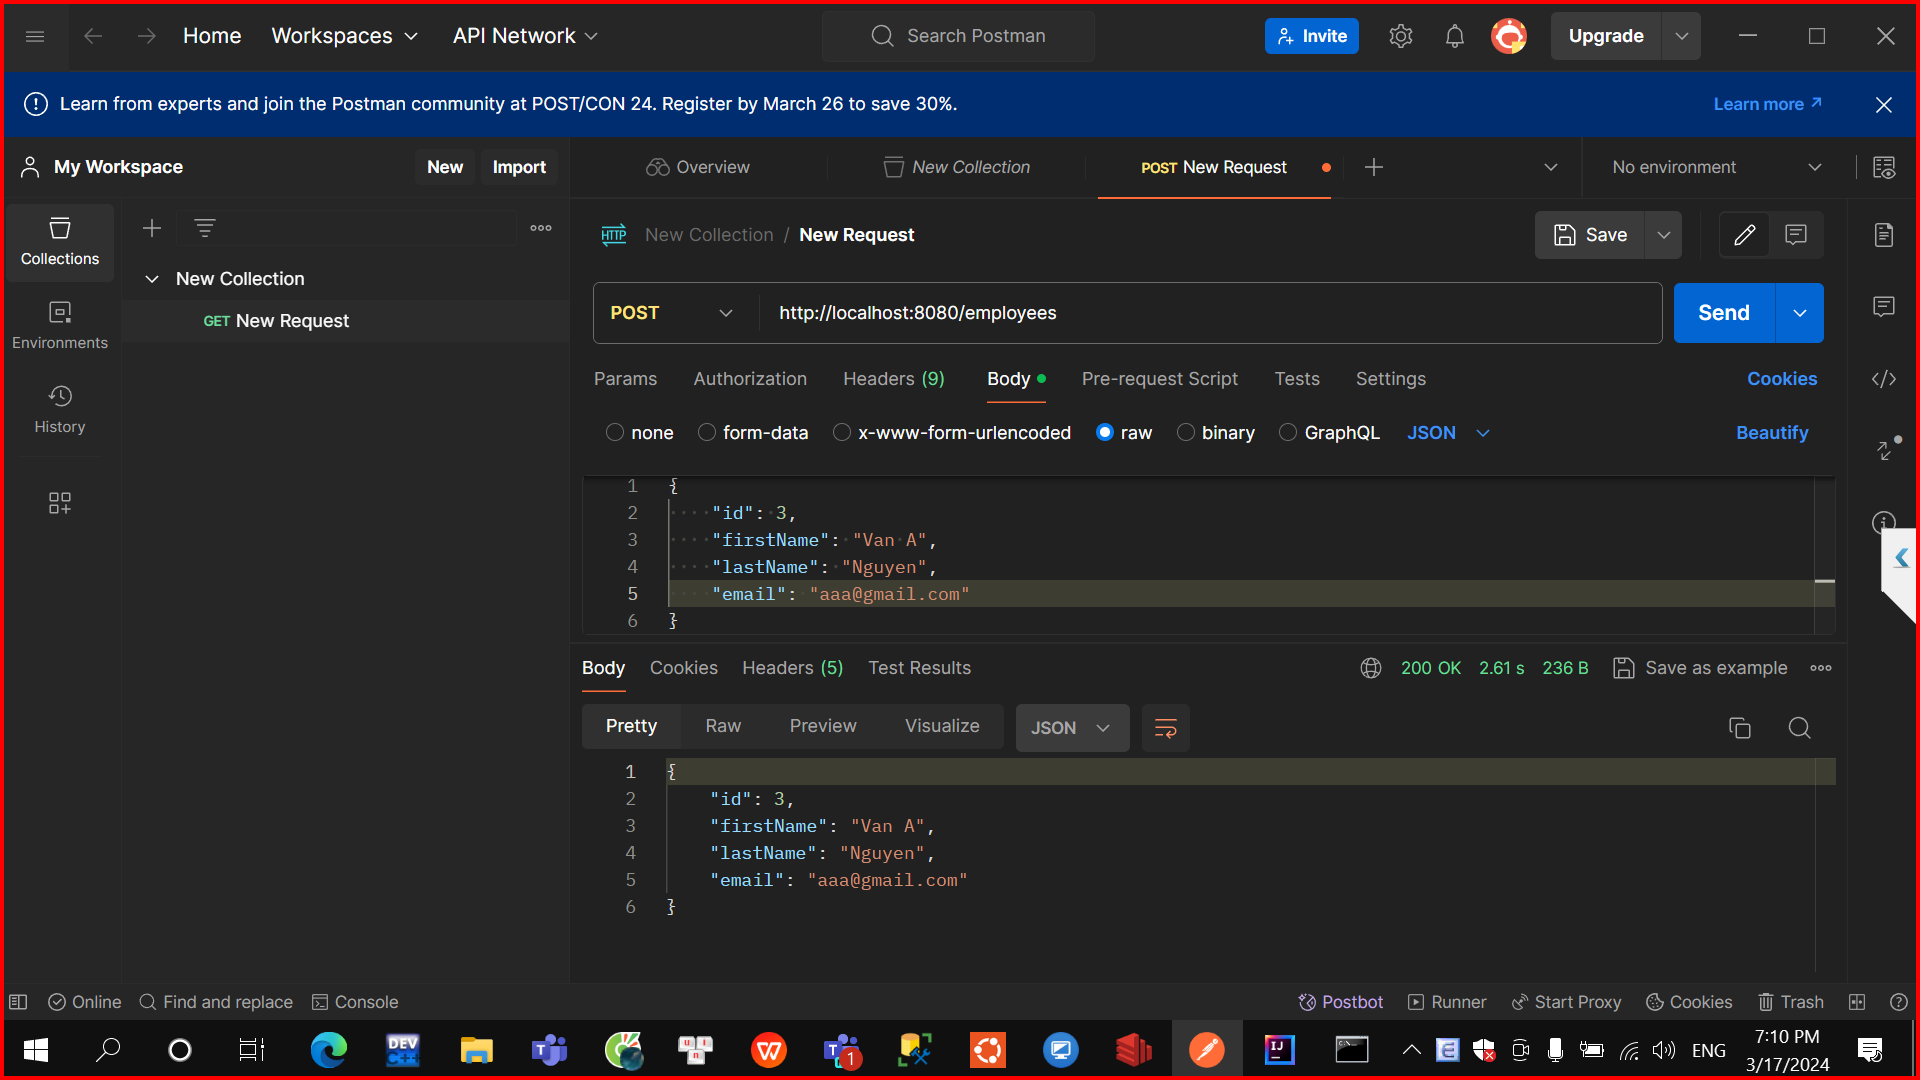 Home Workspaces API Network Search Postman Invite Upgrade
Learn from experts and join the Postman community at POST/CON 24. Register by March 26 to save 30%. Learn more
My Workspace New Import Overview New Collection POST New Request No environment
Collections
Environments
History
New Collection
GET New Request
HTTP New Collection / New Request Save
POST http://localhost:8080/employees Send
Params Authorization Headers (9) Body Pre-request Script Tests Settings Cookies
none form-data x-www-form-urlencoded raw binary GraphQL JSON Beautify
1 {
2 "id": 3,
3 "firstName": "Van A",
4 "lastName": "Nguyen",
5 "email": "aaa@gmail.com"
6 }
Body Cookies Headers (5) Test Results 200 OK 2.61 s 236 B Save as example
Pretty Raw Preview Visualize JSON
1 {
2 "id": 3,
3 "firstName": "Van A",
4 "lastName": "Nguyen",
5 "email": "aaa@gmail.com"
6 }
Online Find and replace Console Postbot Runner Start Proxy Cookies Trash
DEV C++ 1 IJ ENG 7:10 PM
3/17/2024